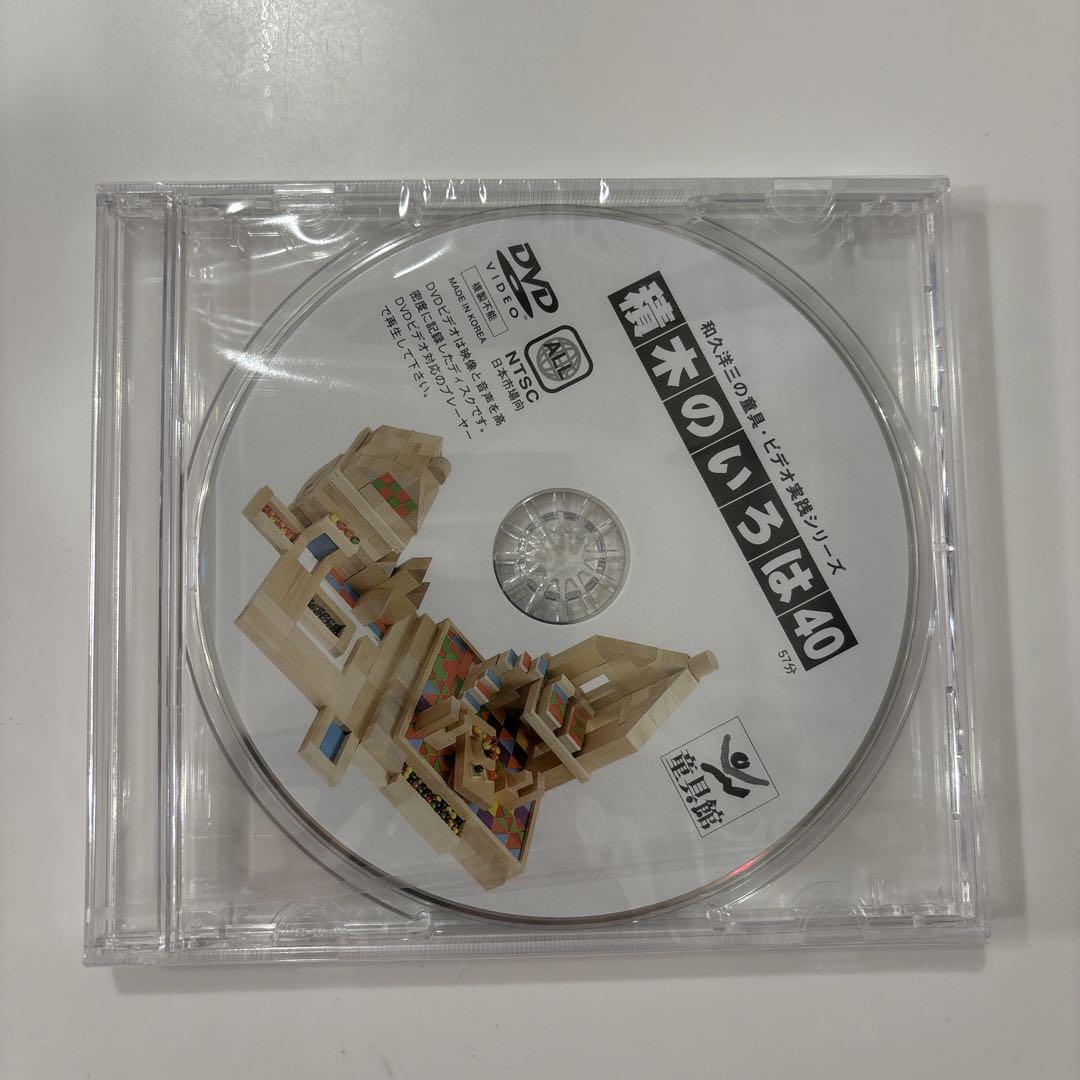 和久洋三の童具・ビデオ実践シリーズ
積木のいろは40
57分
DVD
VIDEO
複製不能
MADE IN KOREA
ALL
NTSC
日本市場向
DVDビデオは映像と音声を高
密度に記録したディスクです。
DVDビデオ対応のプレーヤー
で再生して下さい。
童具館